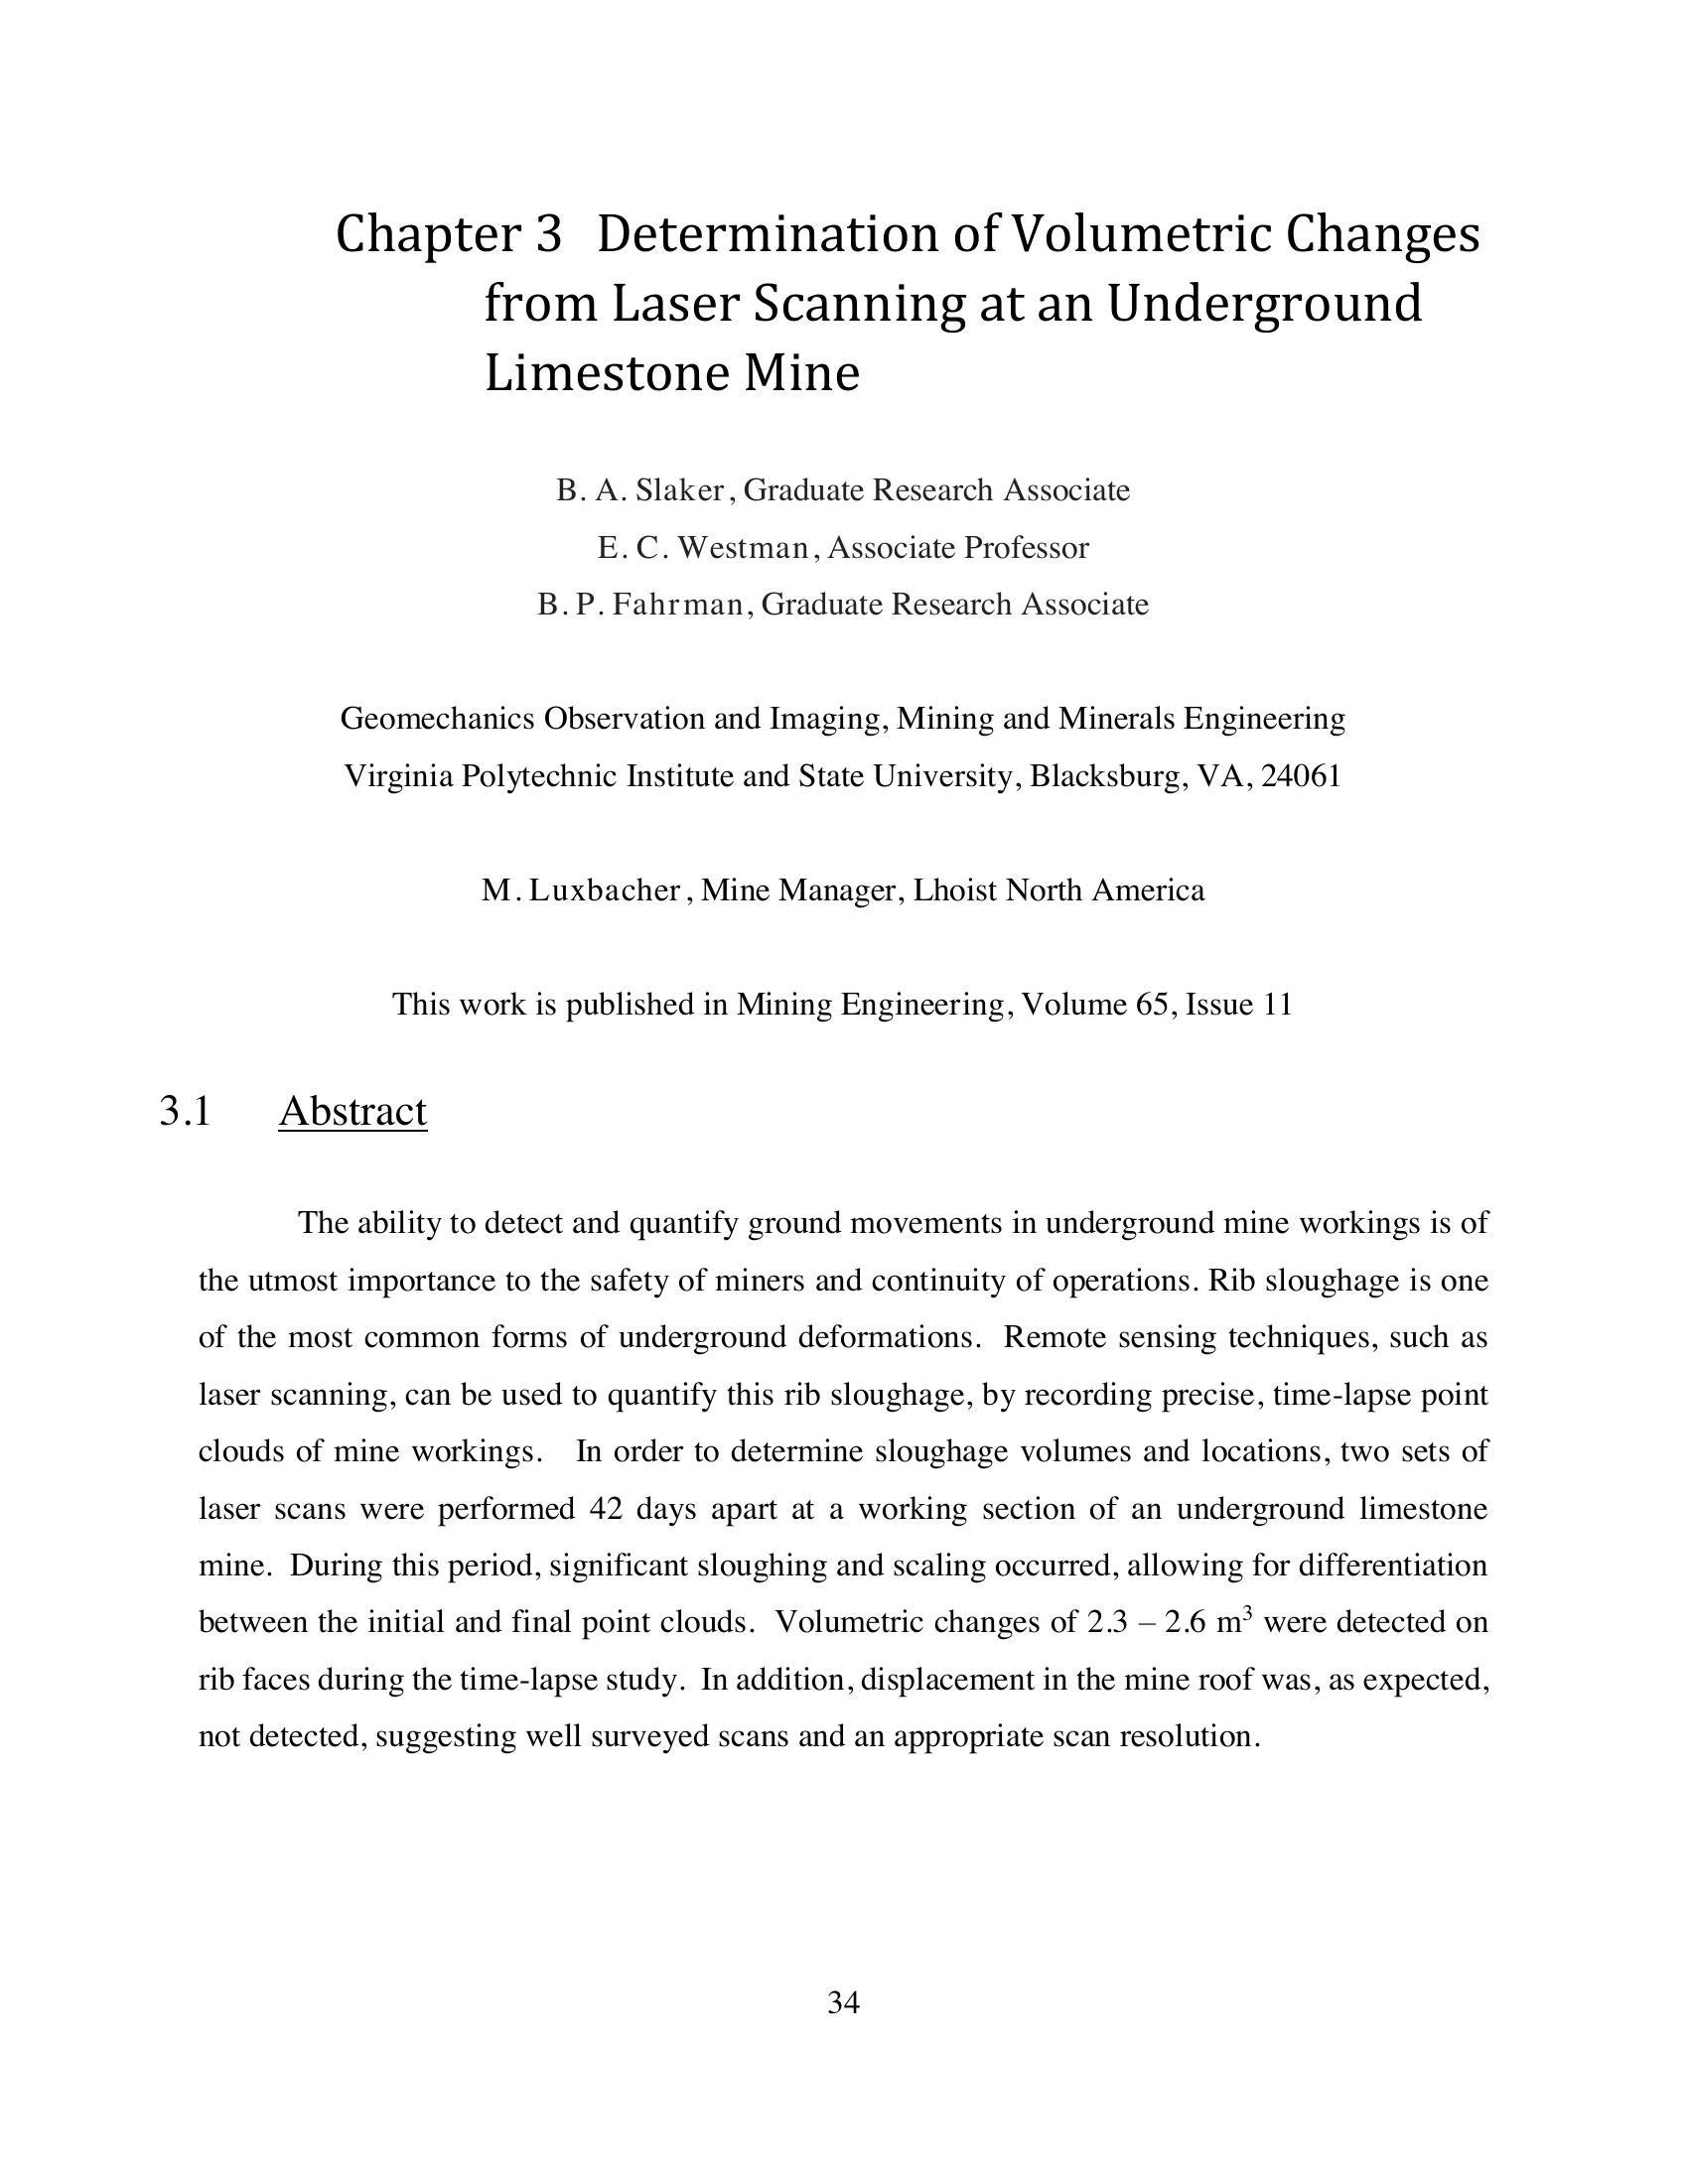 Chapter 3 Determination of Volumetric Changes
from Laser Scanning at an Underground
Limestone Mine
B. A. Slaker, Graduate Research Associate
E. C. Westman, Associate Professor
B. P. Fahrman, Graduate Research Associate
Geomechanics Observation and Imaging, Mining and Minerals Engineering
Virginia Polytechnic Institute and State University, Blacksburg, VA, 24061
M. Luxbacher, Mine Manager, Lhoist North America
This work is published in Mining Engineering, Volume 65, Issue 11
3.1 Abstract
The ability to detect and quantify ground movements in underground mine workings is of
the utmost importance to the safety of miners and continuity of operations. Rib sloughage is one
of the most common forms of underground deformations. Remote sensing techniques, such as
laser scanning, can be used to quantify this rib sloughage, by recording precise, time-lapse point
clouds of mine workings. In order to determine sloughage volumes and locations, two sets of
laser scans were performed 42 days apart at a working section of an underground limestone
mine. During this period, significant sloughing and scaling occurred, allowing for differentiation
between the initial and final point clouds. Volumetric changes of 2.3 – 2.6 m³ were detected on
rib faces during the time-lapse study. In addition, displacement in the mine roof was, as expected,
not detected, suggesting well surveyed scans and an appropriate scan resolution.
34